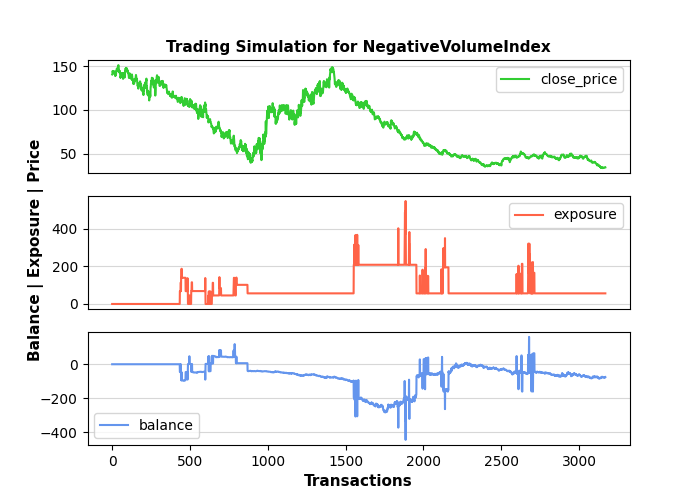 Trading Simulation for NegativeVolumeIndex
150
100
50
close_price
Balance | Exposure | Price
400
200
0
exposure
0
−200
−400
balance
0 500 1000 1500 2000 2500 3000
Transactions